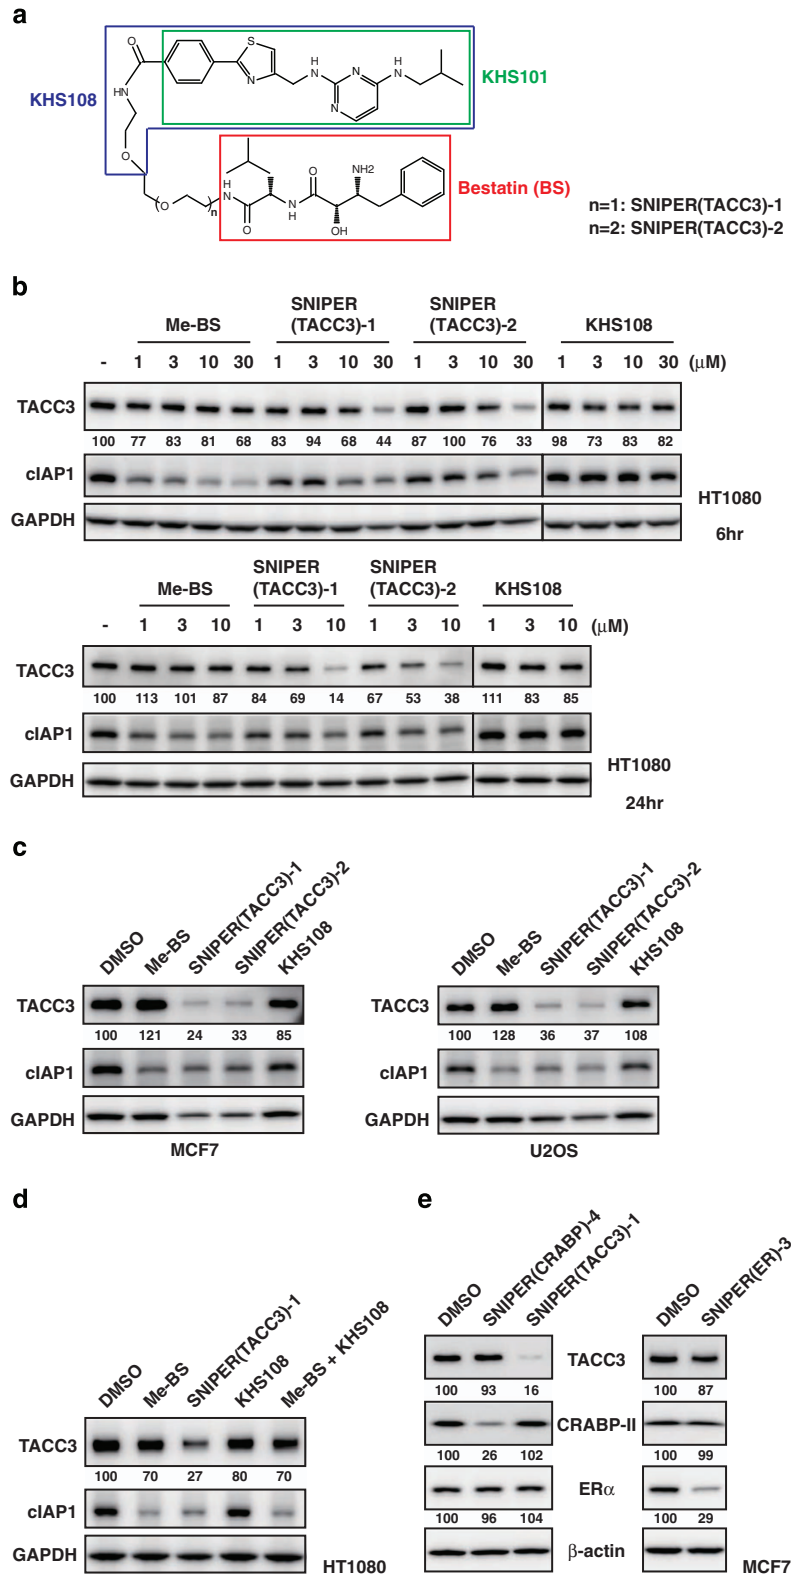 a
O
S
N
H
N
N
N
H
N
KHS101
KHS108
HN
O
O
n
H
N
O
N
H
O
NH2
OH
Bestatin (BS)
n=1: SNIPER(TACC3)-1
n=2: SNIPER(TACC3)-2
b
Me-BS SNIPER (TACC3)-1 SNIPER (TACC3)-2 KHS108
- 1 3 10 30 1 3 10 30 1 3 10 30 1 3 10 30 (μM)
TACC3
100 77 83 81 68 83 94 68 44 87 100 76 33 98 73 83 82
cIAP1
GAPDH
HT1080
6hr
Me-BS SNIPER (TACC3)-1 SNIPER (TACC3)-2 KHS108
- 1 3 10 1 3 10 1 3 10 1 3 10 (μM)
TACC3
100 113 101 87 84 69 14 67 53 38 111 83 85
cIAP1
GAPDH
HT1080
24hr
c
DMSO
Me-BS
SNIPER(TACC3)-1
SNIPER(TACC3)-2
KHS108
TACC3
100 121 24 33 85
cIAP1
GAPDH
MCF7
DMSO
Me-BS
SNIPER(TACC3)-1
SNIPER(TACC3)-2
KHS108
TACC3
100 128 36 37 108
cIAP1
GAPDH
U2OS
d
DMSO
Me-BS
SNIPER(TACC3)-1
KHS108
Me-BS + KHS108
TACC3
100 70 27 80 70
cIAP1
GAPDH
HT1080
e
DMSO
SNIPER(CRABP)-4
SNIPER(TACC3)-1
DMSO
SNIPER(ER)-3
TACC3
100 93 16 100 87
CRABP-II
100 26 102 100 99
ERα
100 96 104 100 29
β-actin
MCF7